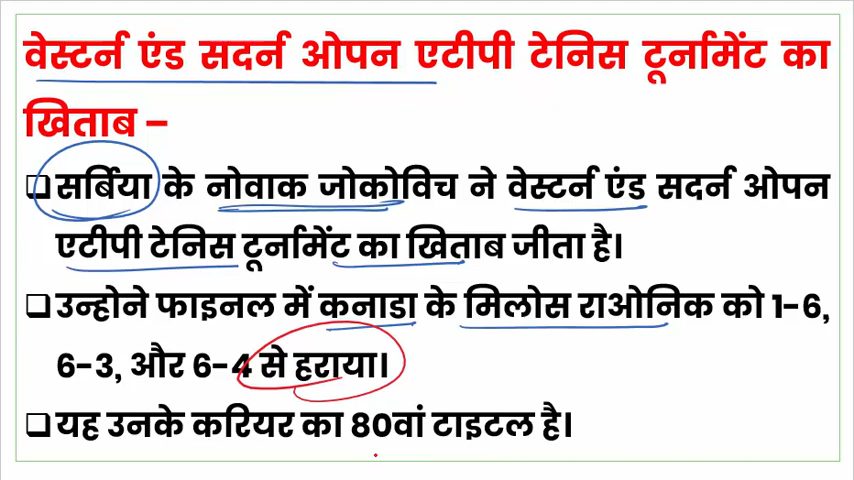 वेस्टर्न एंड सदर्न ओपन एटीपी टेनिस टूर्नामेंट का
खिताब –
❑सर्बिया के नोवाक जोकोविच ने वेस्टर्न एंड सदर्न ओपन
एटीपी टेनिस टूर्नामेंट का खिताब जीता है।
❑उन्होने फाइनल में कनाडा के मिलोस राओनिक को 1-6,
6-3, और 6-4 से हराया।
❑यह उनके करियर का 80वां टाइटल है।